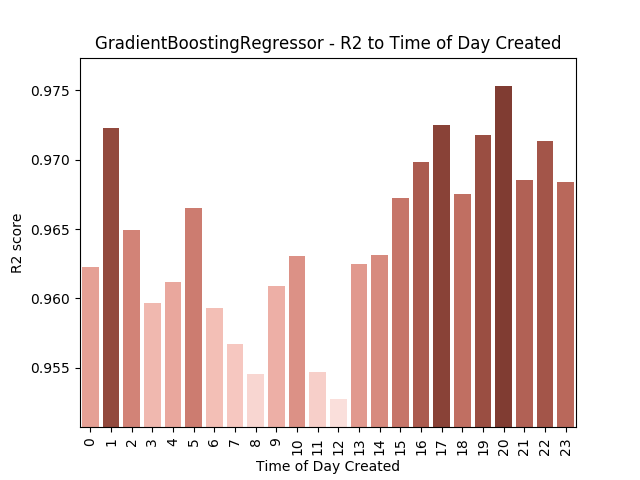 GradientBoostingRegressor - R2 to Time of Day Created
0.975
0.970
0.965
0.960
0.955
R2 score
0 1 2 3 4 5 6 7 8 9 10 11 12 13 14 15 16 17 18 19 20 21 22 23
Time of Day Created